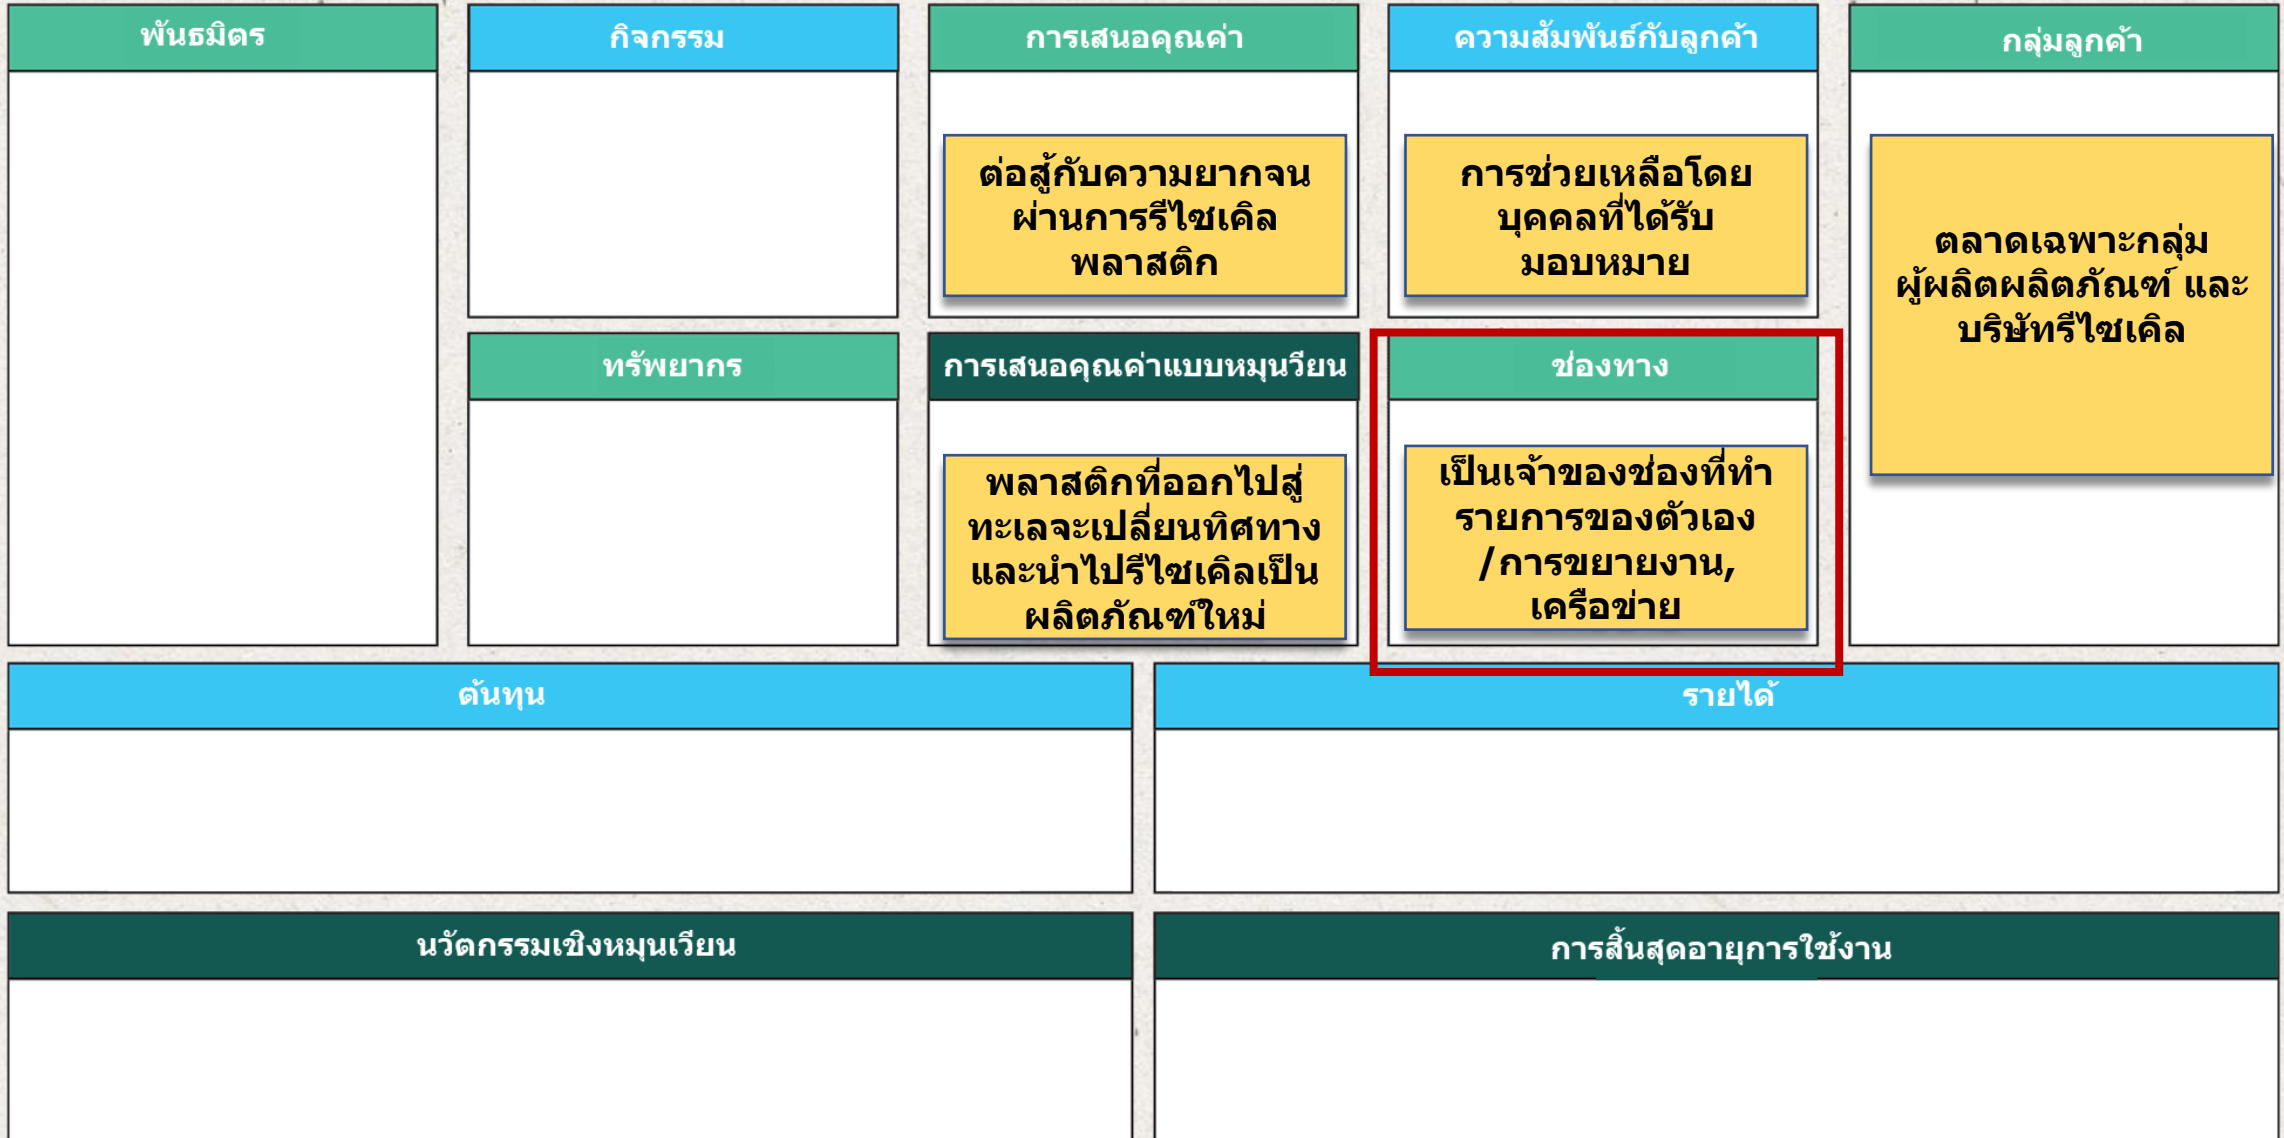 พันธมิตร
กิจกรรม
การเสนอคุณค่า
ความสัมพันธ์กับลูกค้า
กลุ่มลูกค้า
ต่อสู้กับความยากจน
ผ่านการรีไซเคิล
พลาสติก
การช่วยเหลือโดย
บุคคลที่ได้รับ
มอบหมาย
ตลาดเฉพาะกลุ่ม
ผู้ผลิตผลิตภัณฑ์ และ
บริษัทรีไซเคิล
ทรัพยากร
การเสนอคุณค่าแบบหมุนวียน
ช่องทาง
พลาสติกที่ออกไปสู่
ทะเลจะเปลี่ยนทิศทาง
และนำไปรีไซเคิลเป็น
ผลิตภัณฑ์ใหม่
เป็นเจ้าของช่องที่ทำ
รายการของตัวเอง
/การขยายงาน,
เครือข่าย
ต้นทุน
รายได้
นวัตกรรมเชิงหมุนเวียน
การสิ้นสุดอายุการใช้งาน